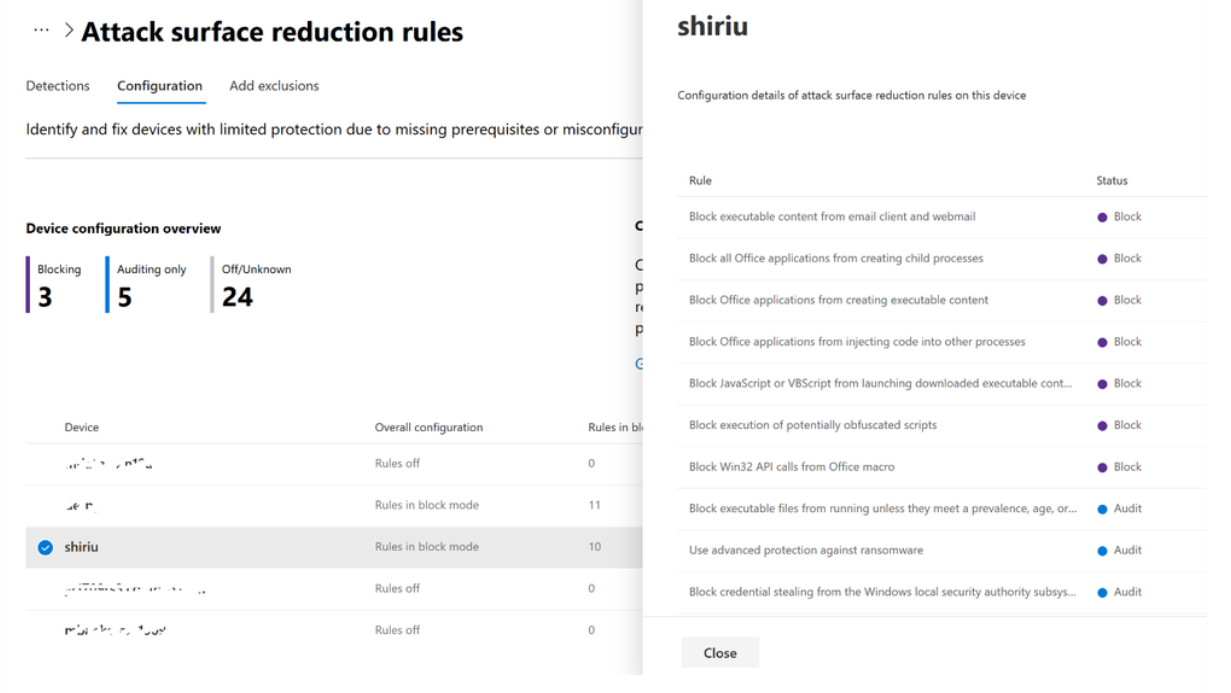 ··· > Attack surface reduction rules
Detections Configuration Add exclusions
Identify and fix devices with limited protection due to missing prerequisites or misconfigur
Device configuration overview
Blocking Auditing only Off/Unknown
3 5 24
Device Overall configuration Rules in bl
Rules off 0
Rules in block mode 11
shiriu Rules in block mode 10
Rules off 0
Rules off 0
shiriu
Configuration details of attack surface reduction rules on this device
Rule Status
Block executable content from email client and webmail Block
Block all Office applications from creating child processes Block
Block Office applications from creating executable content Block
Block Office applications from injecting code into other processes Block
Block JavaScript or VBScript from launching downloaded executable cont... Block
Block execution of potentially obfuscated scripts Block
Block Win32 API calls from Office macro Block
Block executable files from running unless they meet a prevalence, age, or... Audit
Use advanced protection against ransomware Audit
Block credential stealing from the Windows local security authority subsys... Audit
Close